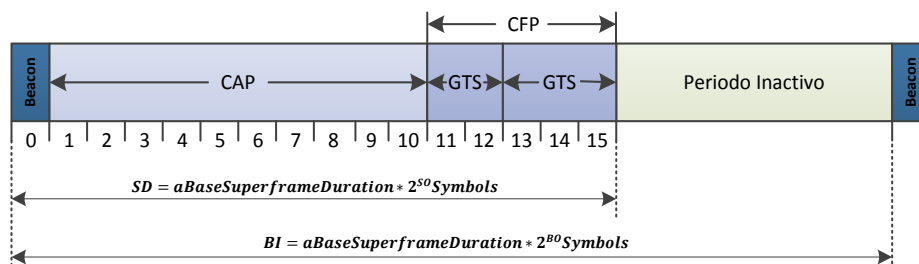 CFP
Beacon
CAP
GTS
GTS
Periodo Inactivo
Beacon
0 1 2 3 4 5 6 7 8 9 10 11 12 13 14 15
SD = aBaseSuperframeDuration * 2^SO Symbols
BI = aBaseSuperframeDuration * 2^BO Symbols